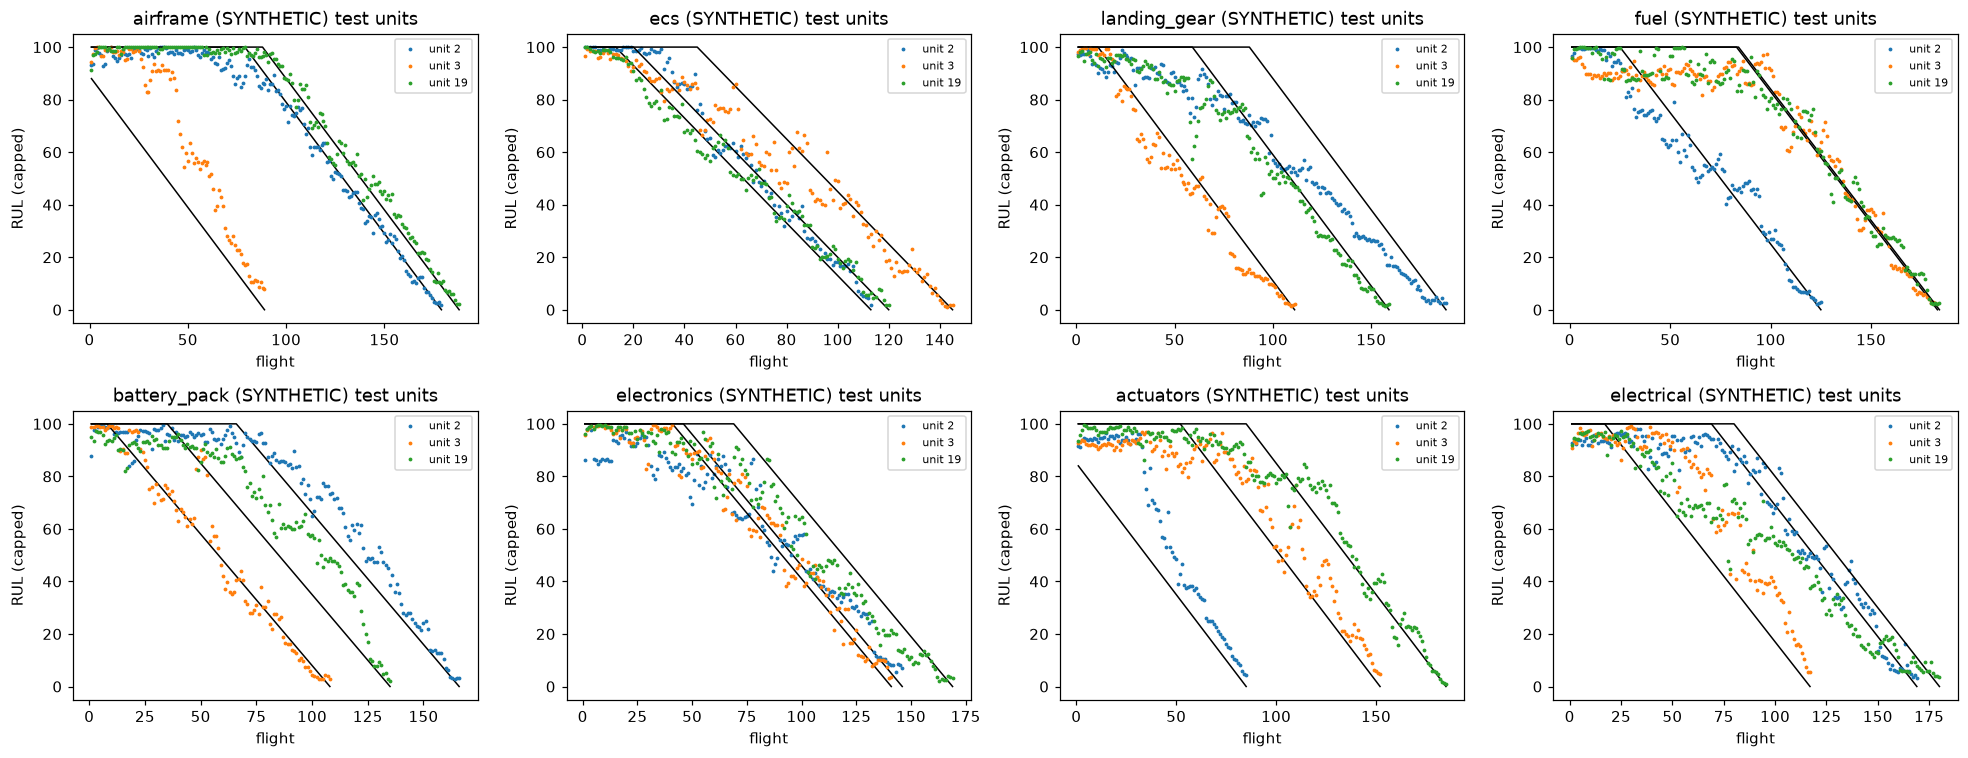 airframe (SYNTHETIC) test units
100
80
60
40
20
0
RUL (capped)
unit 2
unit 3
unit 19
0 50 100 150
flight
ecs (SYNTHETIC) test units
100
80
60
40
20
0
RUL (capped)
unit 2
unit 3
unit 19
0 20 40 60 80 100 120 140
flight
landing_gear (SYNTHETIC) test units
100
80
60
40
20
0
RUL (capped)
unit 2
unit 3
unit 19
0 50 100 150
flight
fuel (SYNTHETIC) test units
100
80
60
40
20
0
RUL (capped)
unit 2
unit 3
unit 19
0 50 100 150
flight
battery_pack (SYNTHETIC) test units
100
80
60
40
20
0
RUL (capped)
unit 2
unit 3
unit 19
0 25 50 75 100 125 150
flight
electronics (SYNTHETIC) test units
100
80
60
40
20
0
RUL (capped)
unit 2
unit 3
unit 19
0 25 50 75 100 125 150 175
flight
actuators (SYNTHETIC) test units
100
80
60
40
20
0
RUL (capped)
unit 2
unit 3
unit 19
0 50 100 150
flight
electrical (SYNTHETIC) test units
100
80
60
40
20
0
RUL (capped)
unit 2
unit 3
unit 19
0 25 50 75 100 125 150 175
flight